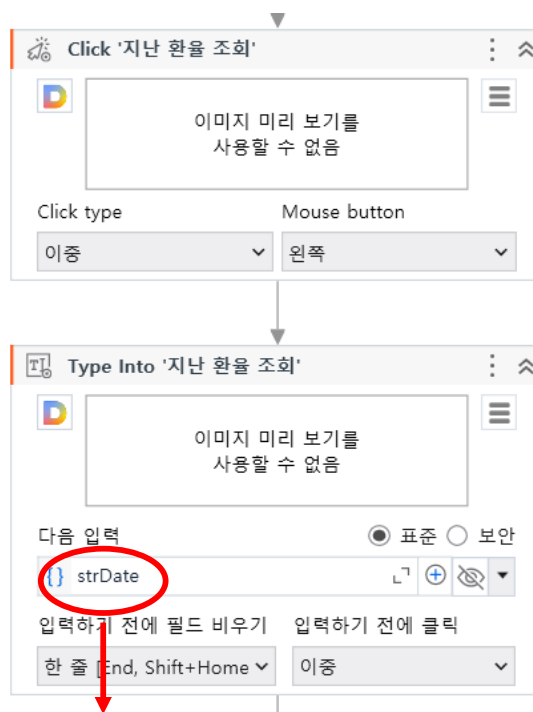 Click '지난 환율 조회'
이미지 미리 보기를
사용할 수 없음
Click type Mouse button
이중 왼쪽
Type Into '지난 환율 조회'
이미지 미리 보기를
사용할 수 없음
다음 입력 표준 보안
{} strDate
입력하기 전에 필드 비우기 입력하기 전에 클릭
한 줄 [End, Shift+Home 이중